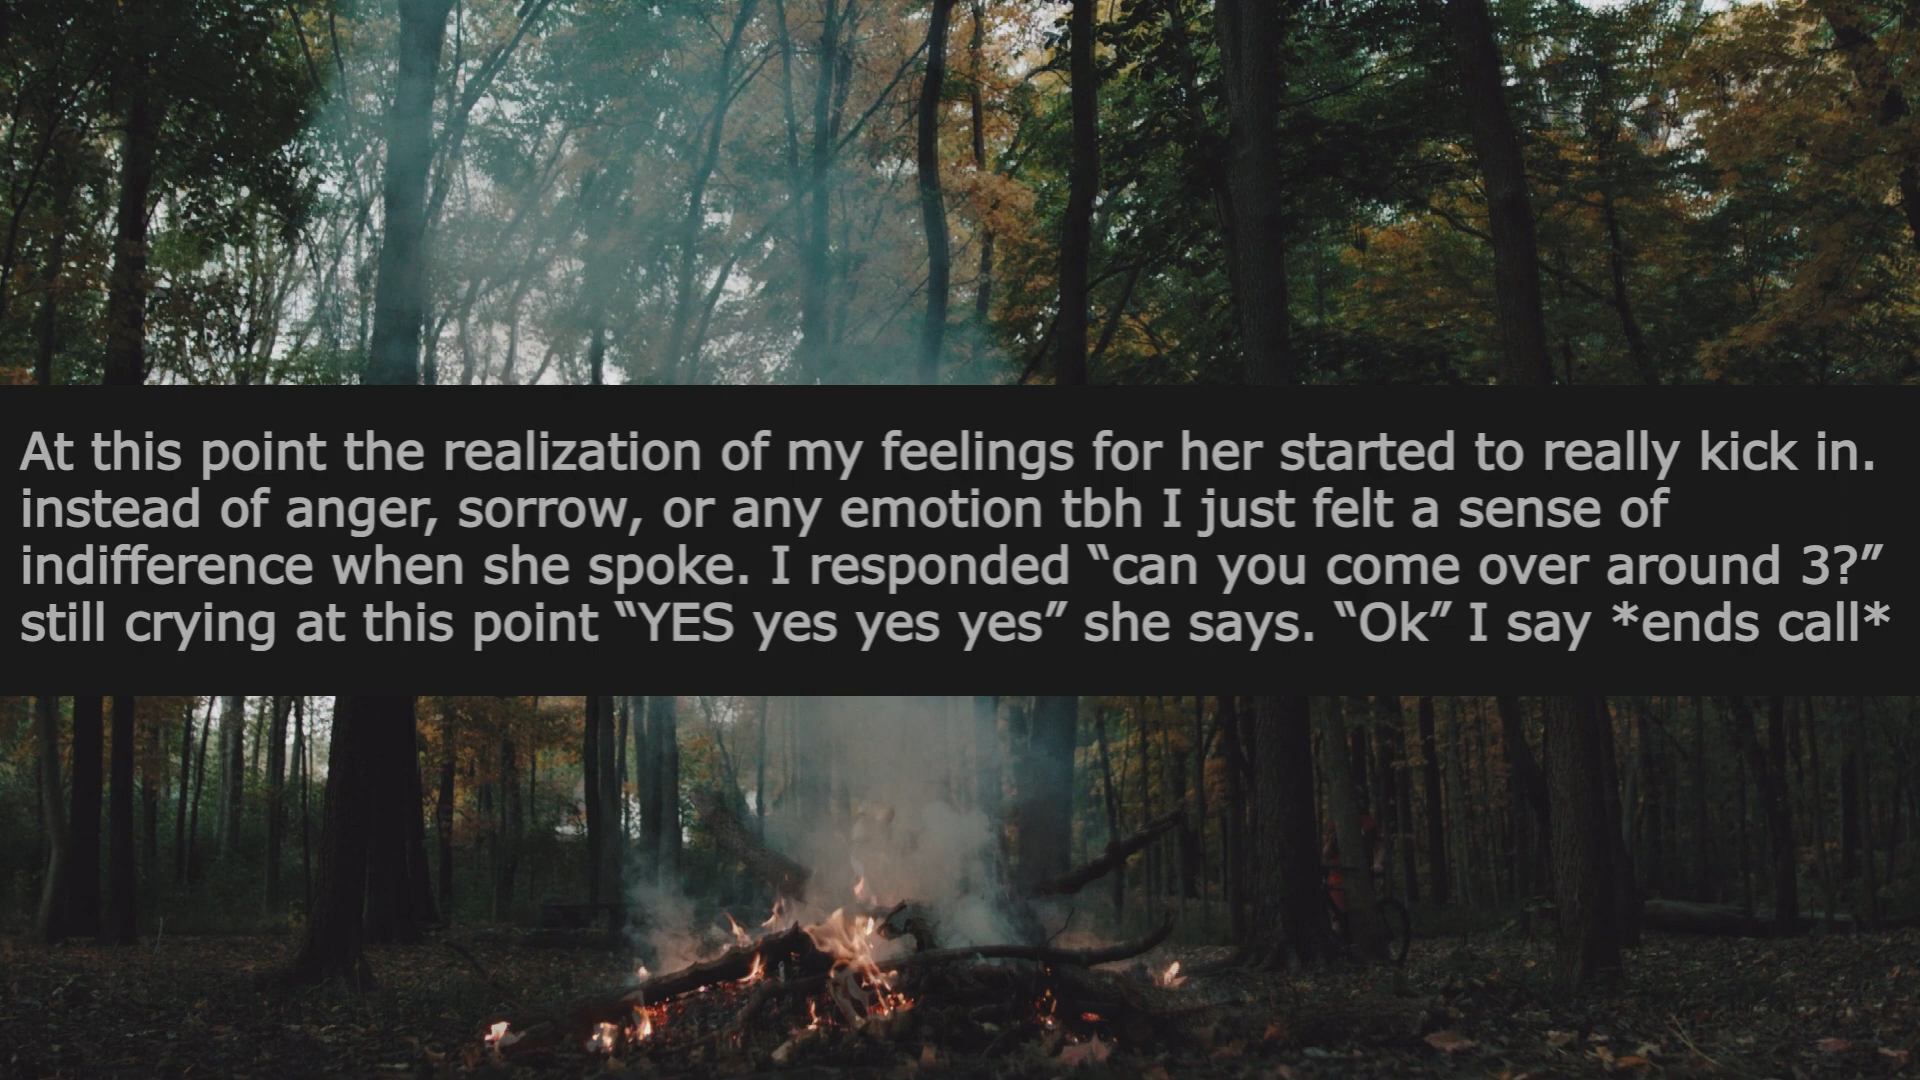 At this point the realization of my feelings for her started to really kick in.
instead of anger, sorrow, or any emotion tbh I just felt a sense of
indifference when she spoke. I responded “can you come over around 3?”
still crying at this point “YES yes yes yes” she says. “Ok” I say *ends call*